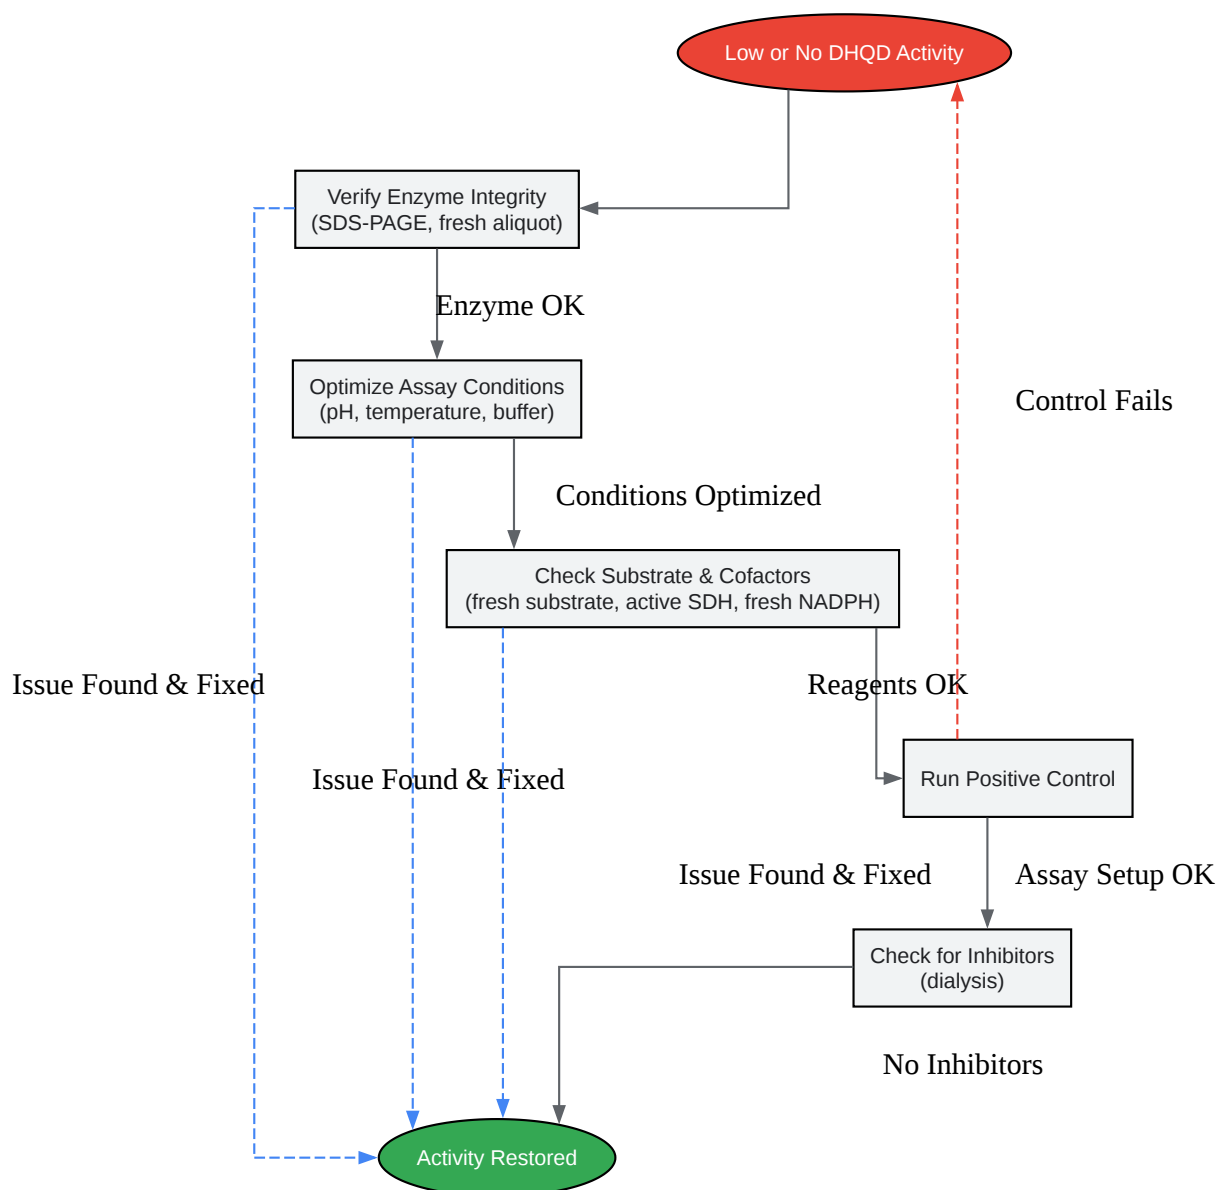 Low or No DHQD Activity
Verify Enzyme Integrity
(SDS-PAGE, fresh aliquot)
Enzyme OK
Optimize Assay Conditions
(pH, temperature, buffer)
Control Fails
Conditions Optimized
Check Substrate & Cofactors
(fresh substrate, active SDH, fresh NADPH)
Issue Found & Fixed
Reagents OK
Issue Found & Fixed
Run Positive Control
Issue Found & Fixed
Assay Setup OK
Check for Inhibitors
(dialysis)
No Inhibitors
Activity Restored